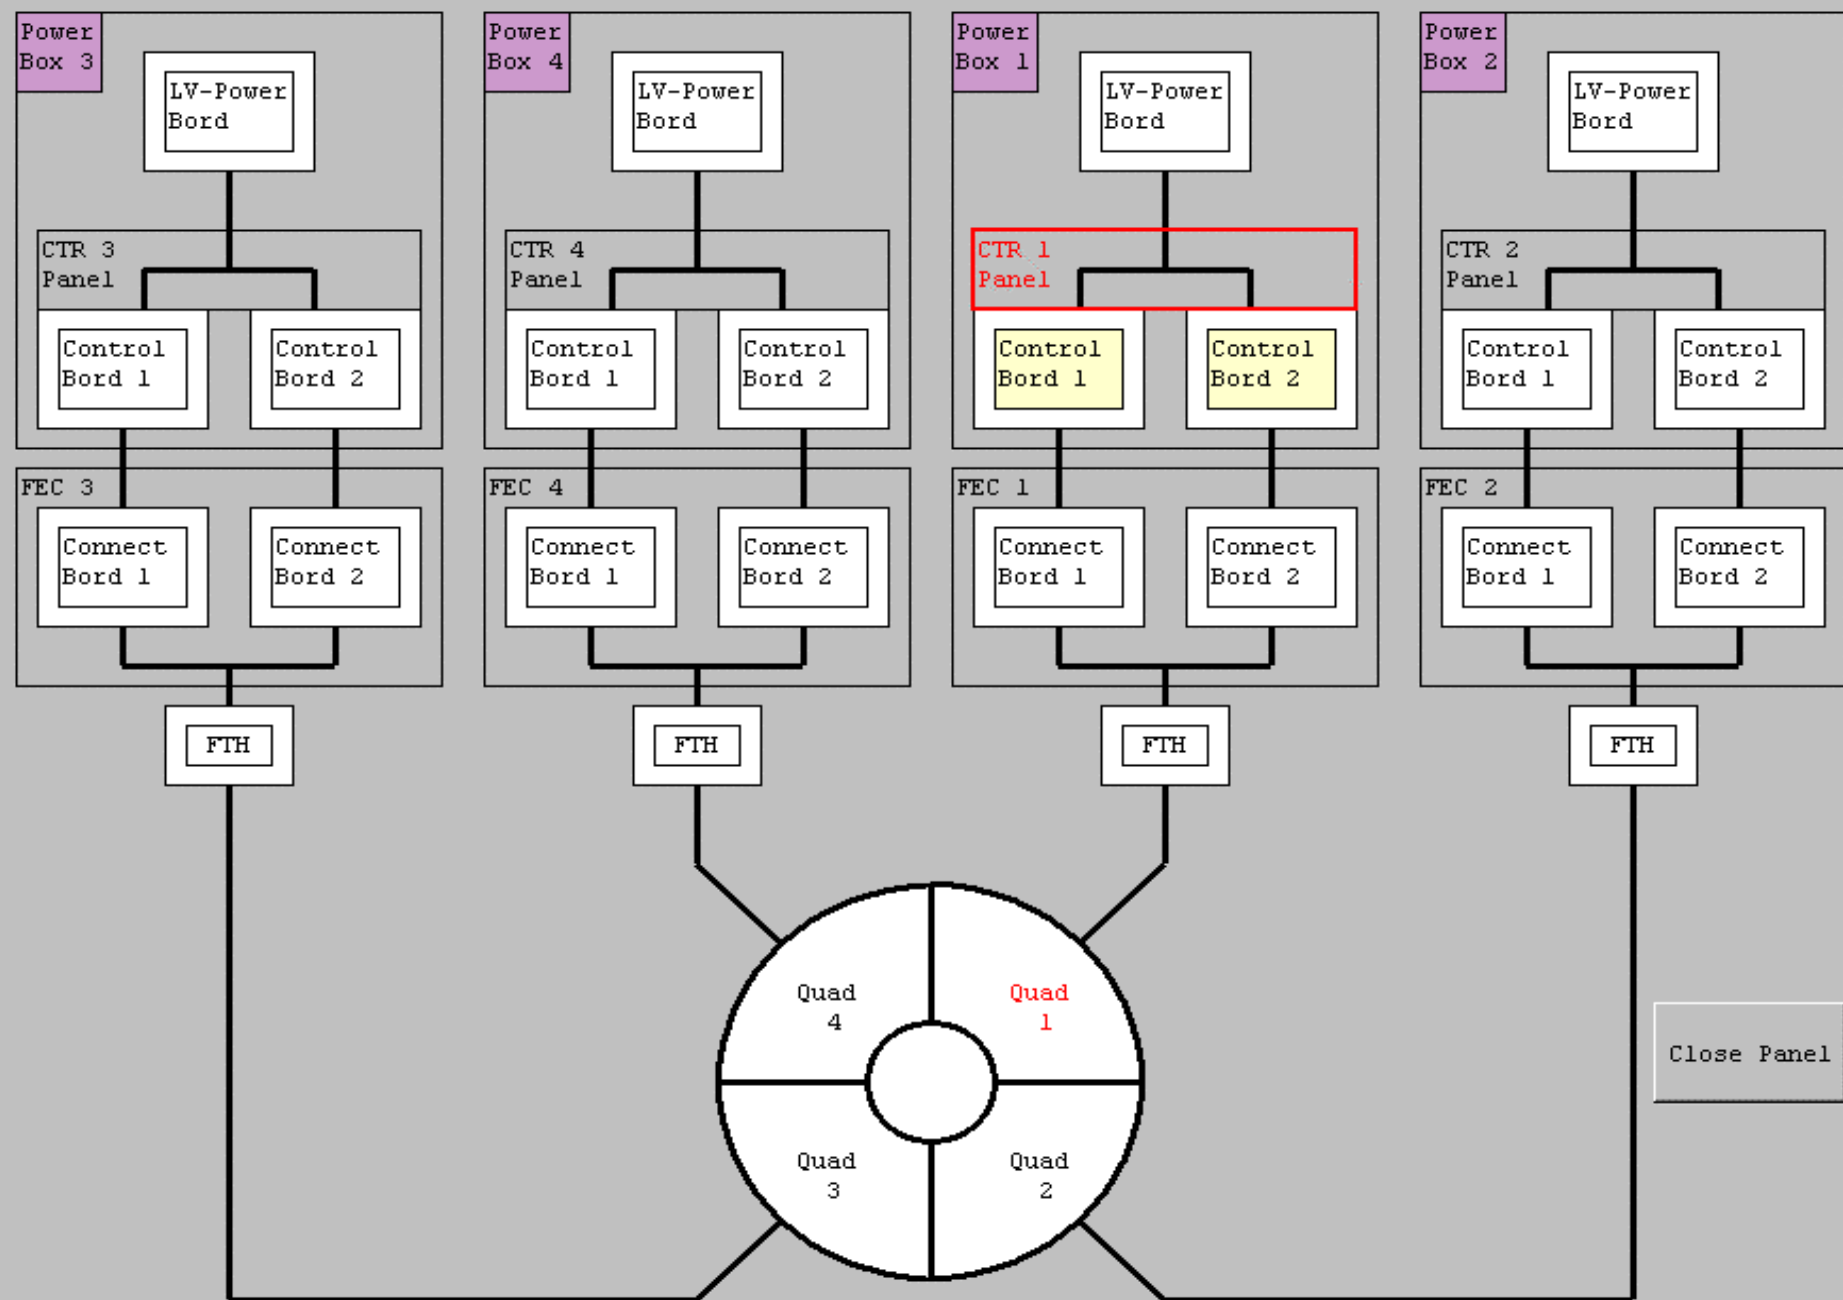 Power
Box 3
LV-Power
Bord
CTR 3
Panel
Control
Bord 1
Control
Bord 2
FEC 3
Connect
Bord 1
Connect
Bord 2
FTH
Power
Box 4
LV-Power
Bord
CTR 4
Panel
Control
Bord 1
Control
Bord 2
FEC 4
Connect
Bord 1
Connect
Bord 2
FTH
Power
Box 1
LV-Power
Bord
CTR 1
Panel
Control
Bord 1
Control
Bord 2
FEC 1
Connect
Bord 1
Connect
Bord 2
FTH
Power
Box 2
LV-Power
Bord
CTR 2
Panel
Control
Bord 1
Control
Bord 2
FEC 2
Connect
Bord 1
Connect
Bord 2
FTH
Quad
4
Quad
1
Quad
3
Quad
2
Close Panel